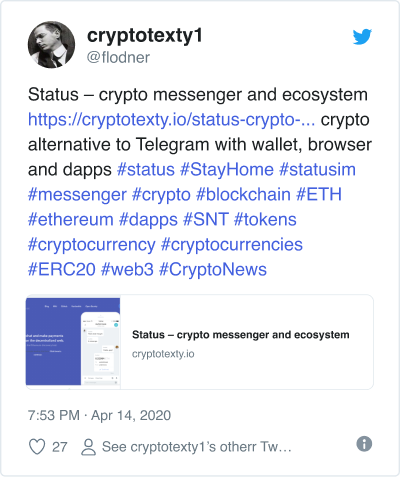 cryptotexty1
@flodner
Status – crypto messenger and ecosystem
https://cryptotexty.io/status-crypto-... crypto
alternative to Telegram with wallet, browser
and dapps #status #StayHome #statusim
#messenger #crypto #blockchain #ETH
#ethereum #dapps #SNT #tokens
#cryptocurrency #cryptocurrencies
#ERC20 #web3 #CryptoNews
Status – crypto messenger and ecosystem
cryptotexty.io
7:53 PM · Apr 14, 2020
27 See cryptotexty1's otherr Tw…